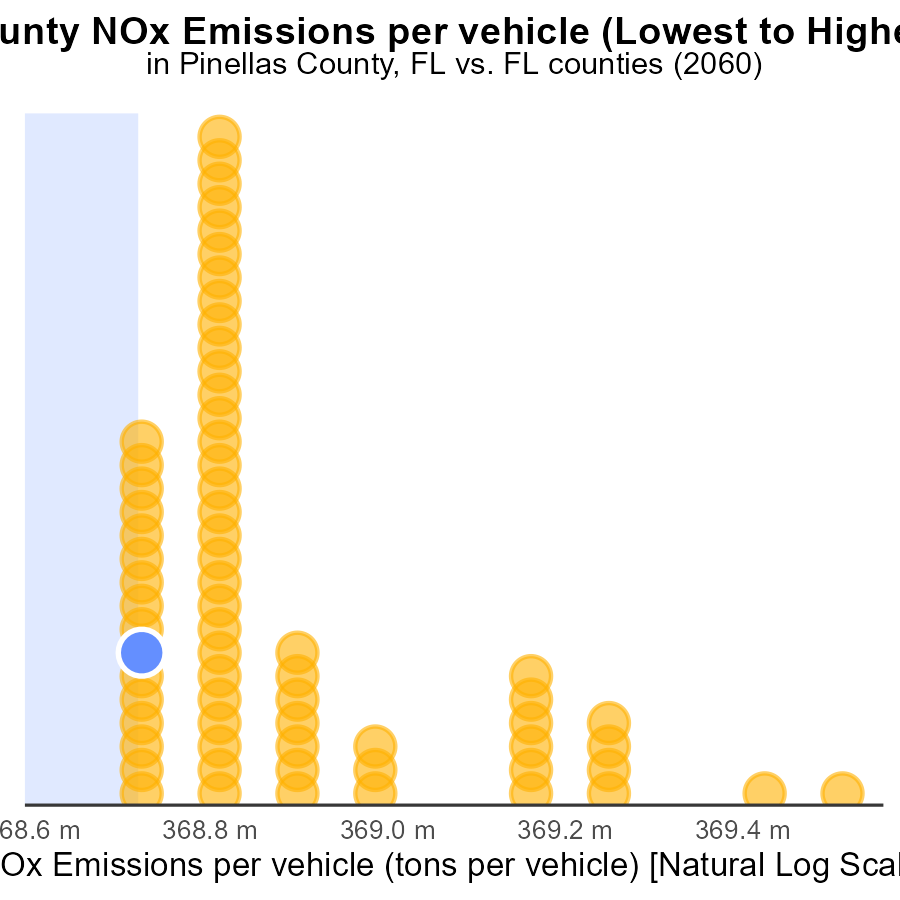 unty NOx Emissions per vehicle (Lowest to Highe
in Pinellas County, FL vs. FL counties (2060)
68.6 m 368.8 m 369.0 m 369.2 m 369.4 m
Ox Emissions per vehicle (tons per vehicle) [Natural Log Scal